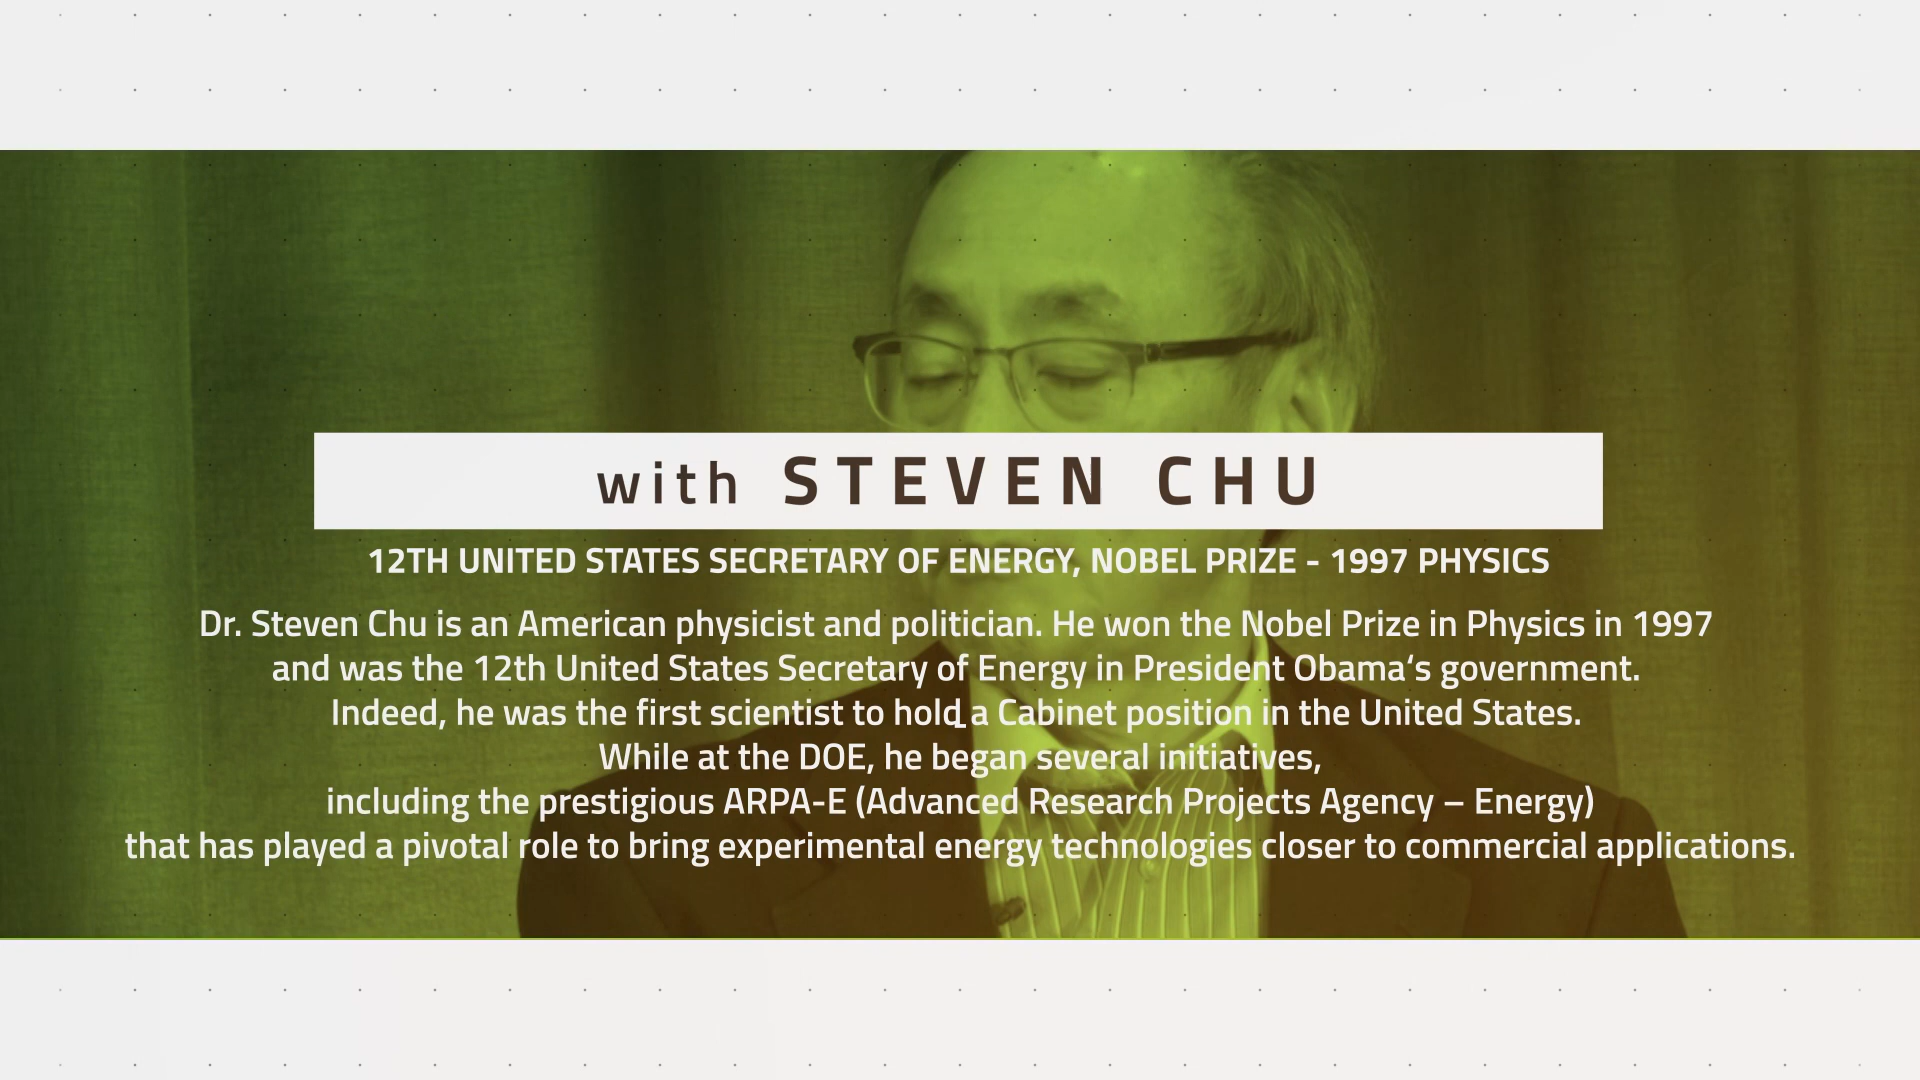 with STEVEN CHU
12TH UNITED STATES SECRETARY OF ENERGY, NOBEL PRIZE - 1997 PHYSICS
Dr. Steven Chu is an American physicist and politician. He won the Nobel Prize in Physics in 1997
and was the 12th United States Secretary of Energy in President Obama‘s government.
Indeed, he was the first scientist to hold a Cabinet position in the United States.
While at the DOE, he began several initiatives,
including the prestigious ARPA-E (Advanced Research Projects Agency – Energy)
that has played a pivotal role to bring experimental energy technologies closer to commercial applications.